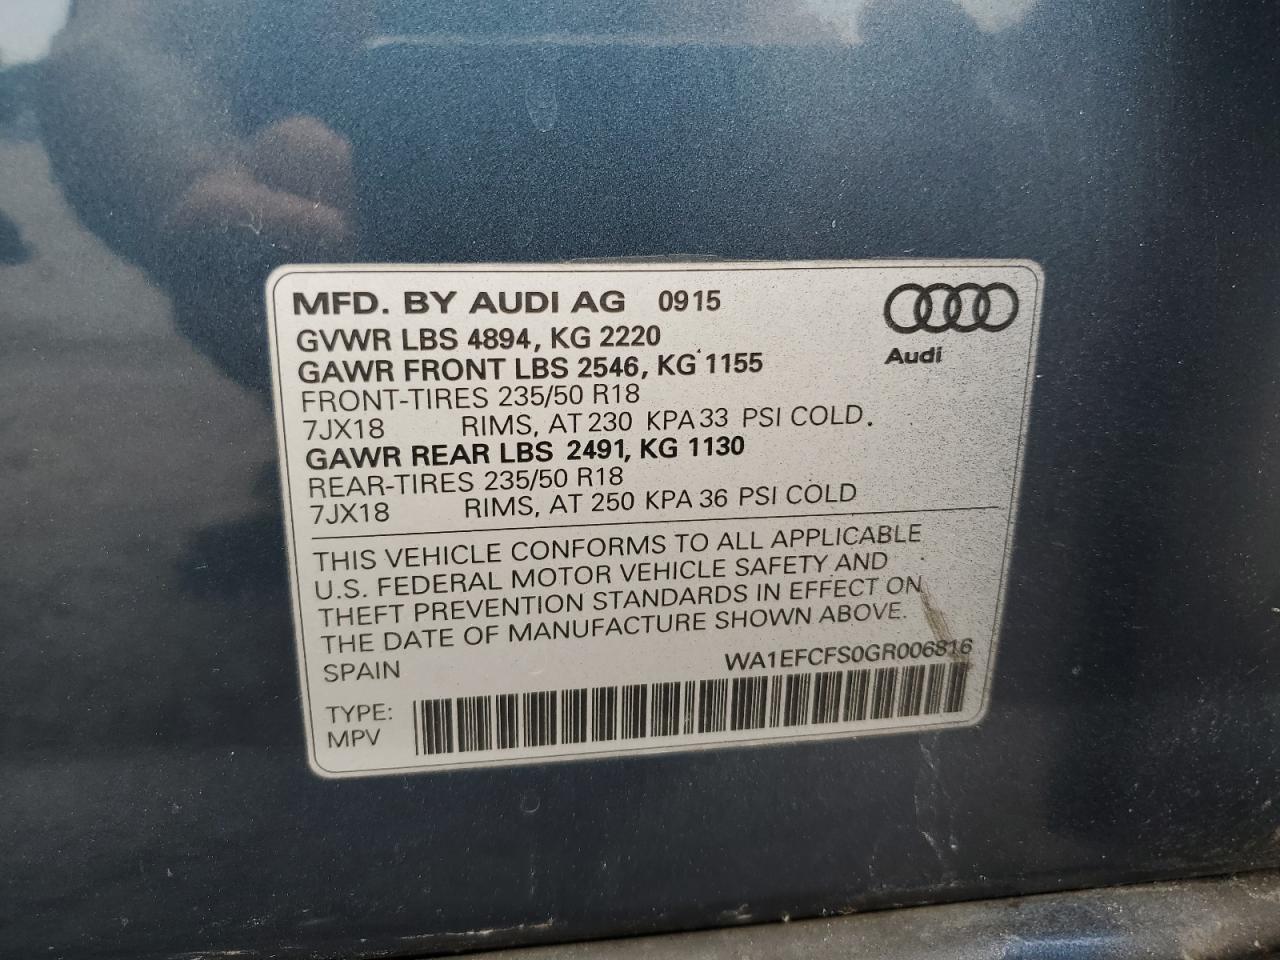 MFD. BY AUDI AG 0915
Audi
GVWR LBS 4894, KG 2220
GAWR FRONT LBS 2546, KG 1155
FRONT-TIRES 235/50 R18
7JX18 RIMS, AT 230 KPA 33 PSI COLD.
GAWR REAR LBS 2491, KG 1130
REAR-TIRES 235/50 R18
7JX18 RIMS, AT 250 KPA 36 PSI COLD
THIS VEHICLE CONFORMS TO ALL APPLICABLE
U.S. FEDERAL MOTOR VEHICLE SAFETY AND
THEFT PREVENTION STANDARDS IN EFFECT ON
THE DATE OF MANUFACTURE SHOWN ABOVE.
SPAIN WA1EFCFS0GR006816
TYPE:
MPV